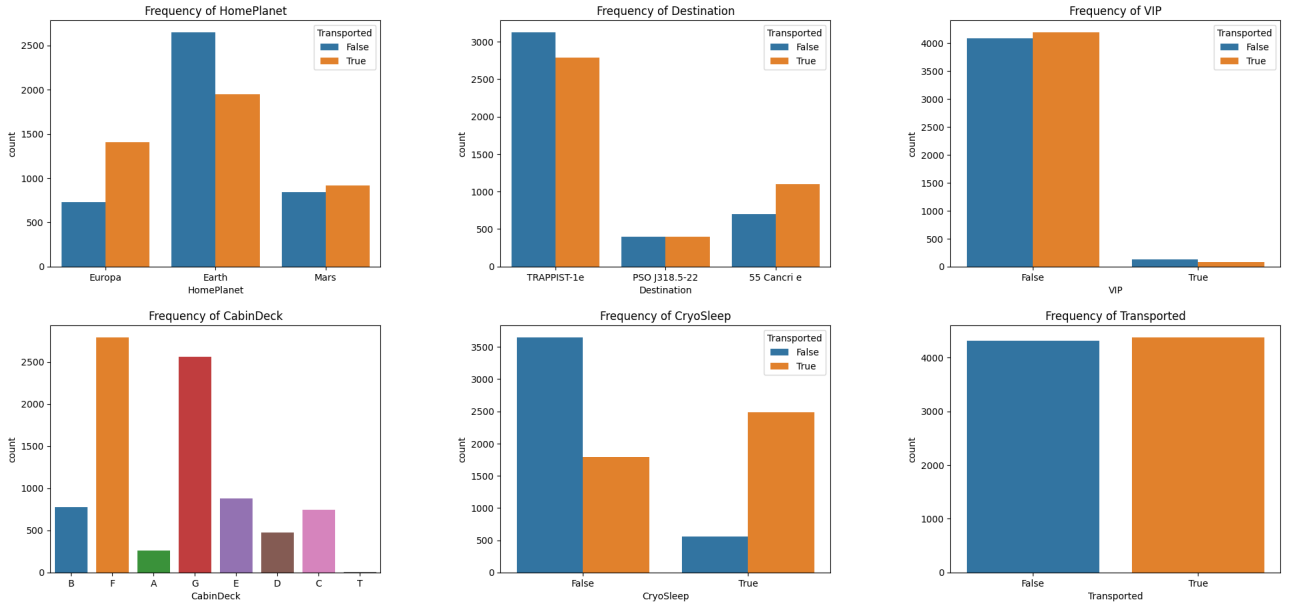 Frequency of HomePlanet
Transported
False
True
2500
2000
1500
1000
500
0
count
Europa Earth Mars
HomePlanet
Frequency of Destination
Transported
False
True
3000
2500
2000
1500
1000
500
0
count
TRAPPIST-1e PSO J318.5-22 55 Cancri e
Destination
Frequency of VIP
Transported
False
True
4000
3500
3000
2500
2000
1500
1000
500
0
count
False True
VIP
Frequency of CabinDeck
2500
2000
1500
1000
500
0
count
B F A G E D C T
CabinDeck
Frequency of CryoSleep
Transported
False
True
3500
3000
2500
2000
1500
1000
500
0
count
False True
CryoSleep
Frequency of Transported
4000
3000
2000
1000
0
count
False True
Transported